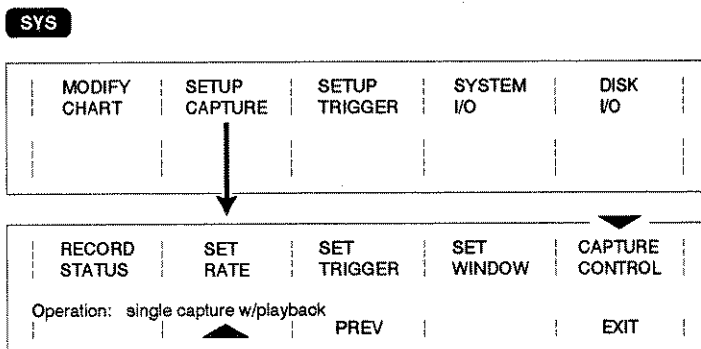 SYS
MODIFY SETUP SETUP SYSTEM DISK
CHART CAPTURE TRIGGER I/O I/O
RECORD SET SET SET CAPTURE
STATUS RATE TRIGGER WINDOW CONTROL
Operation: single capture w/playback
PREV EXIT